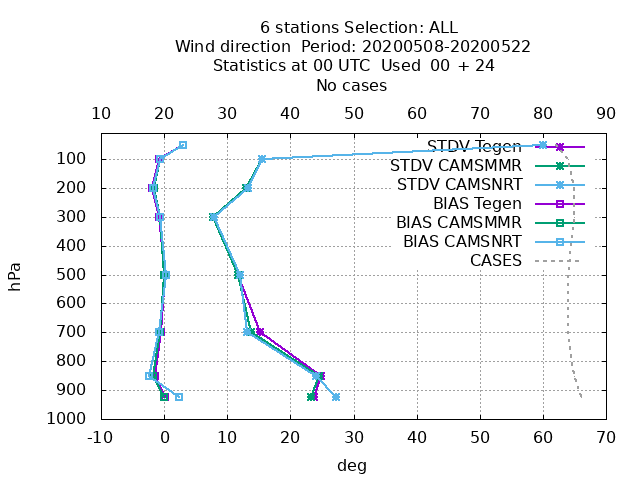 6 stations Selection: ALL
Wind direction  Period: 20200508-20200522
Statistics at 00 UTC  Used  00 + 24
No cases
10 20 30 40 50 60 70 80 90
STDV Tegen
STDV CAMSMMR
STDV CAMSNRT
BIAS Tegen
BIAS CAMSMMR
BIAS CAMSNRT
CASES
100
200
300
400
500
600
700
800
900
1000
hPa
-10 0 10 20 30 40 50 60 70
deg